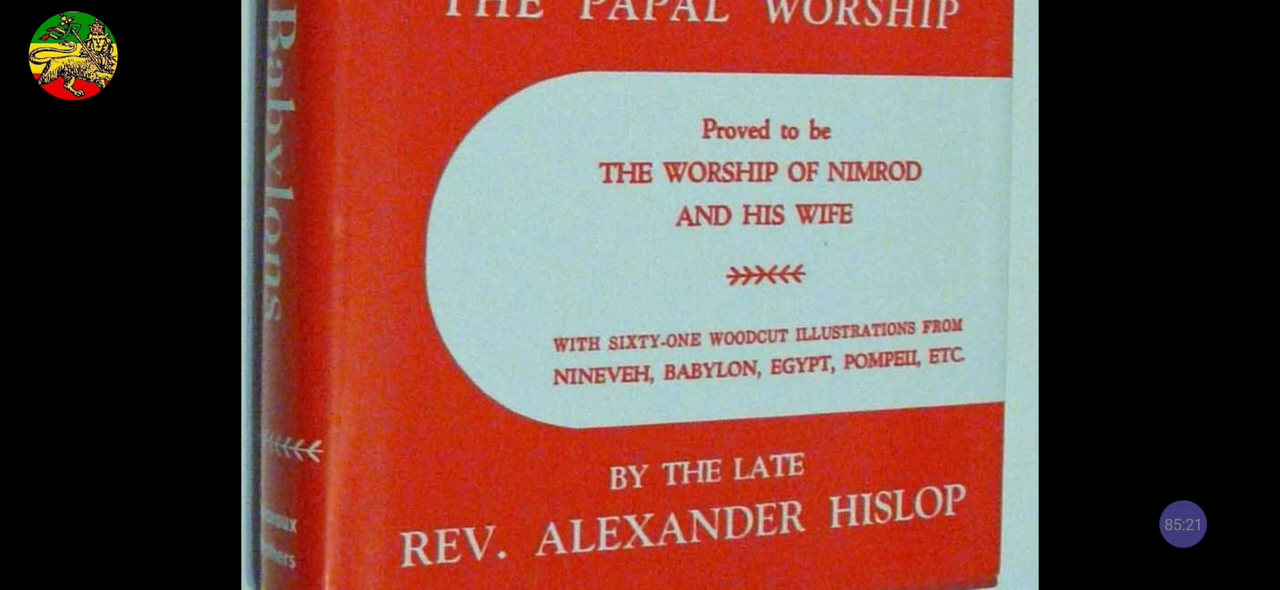 THE PAPAL WORSHIP
Proved to be
THE WORSHIP OF NIMROD
AND HIS WIFE
WITH SIXTY-ONE WOODCUT ILLUSTRATIONS FROM
NINEVEH, BABYLON, EGYPT, POMPEII, ETC.
BY THE LATE
REV. ALEXANDER HISLOP
Babylons
85:21